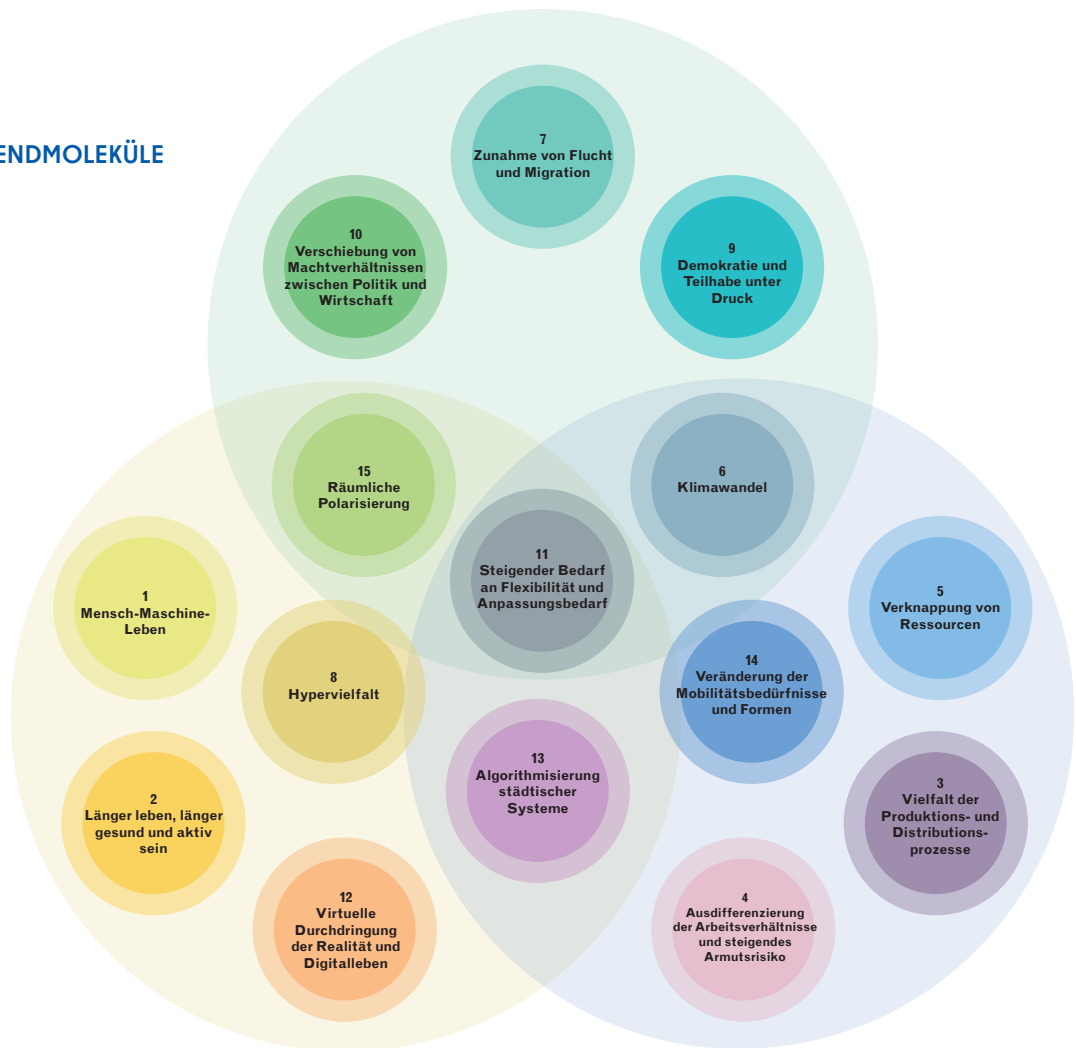 ENDMOLEKÜLE
7
Zunahme von Flucht
und Migration
10
Verschiebung von
Machtverhältnissen
zwischen Politik und
Wirtschaft
9
Demokratie und
Teilhabe unter
Druck
15
Räumliche
Polarisierung
6
Klimawandel
11
Steigender Bedarf
an Flexibilität und
Anpassungsbedarf
1
Mensch-Maschine-
Leben
5
Verknappung von
Ressourcen
8
Hypervielfalt
14
Veränderung der
Mobilitätsbedürfnisse
und Formen
13
Algorithmisierung
städtischer
Systeme
2
Länger leben, länger
gesund und aktiv
sein
3
Vielfalt der
Produktions- und
Distributions-
prozesse
12
Virtuelle
Durchdringung
der Realität und
Digitalleben
4
Ausdifferenzierung
der Arbeitsverhältnisse
und steigendes
Armutsrisiko